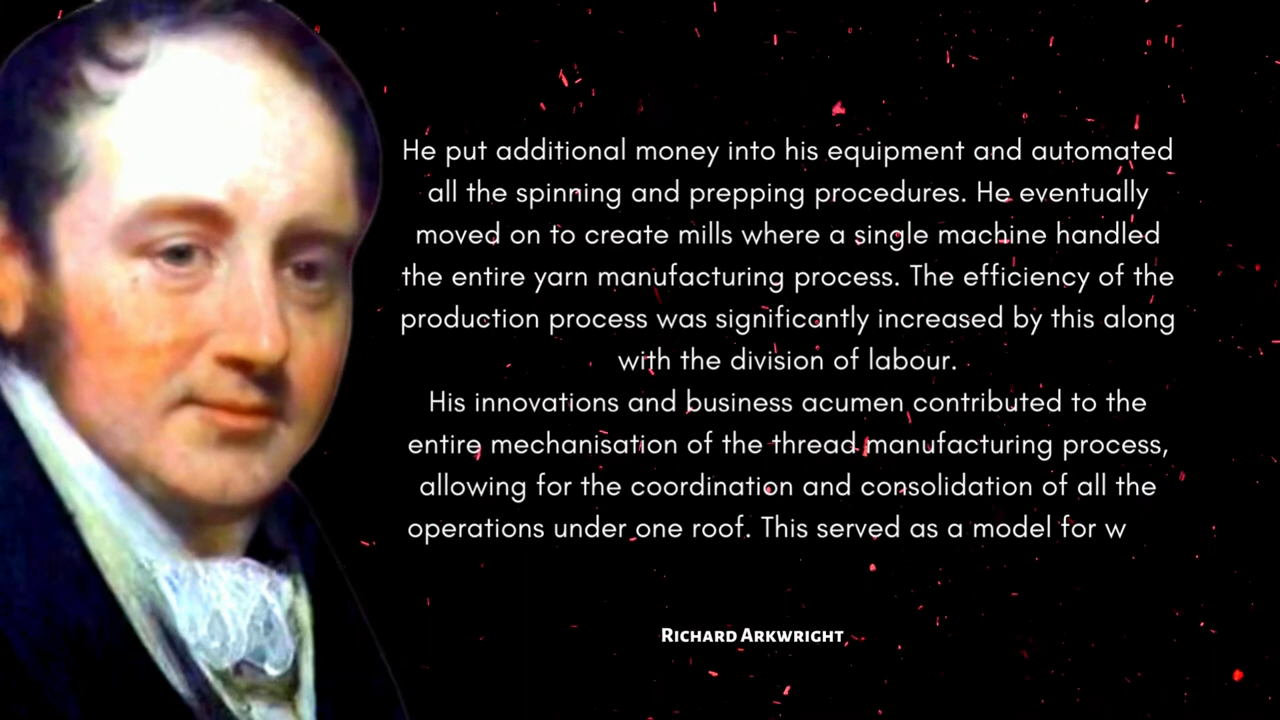 He put additional money into his equipment and automated
all the spinning and prepping procedures. He eventually
moved on to create mills where a single machine handled
the entire yarn manufacturing process. The efficiency of the
production process was significantly increased by this along
with the division of labour.
His innovations and business acumen contributed to the
entire mechanisation of the thread manufacturing process,
allowing for the coordination and consolidation of all the
operations under one roof. This served as a model for w
Richard Arkwright